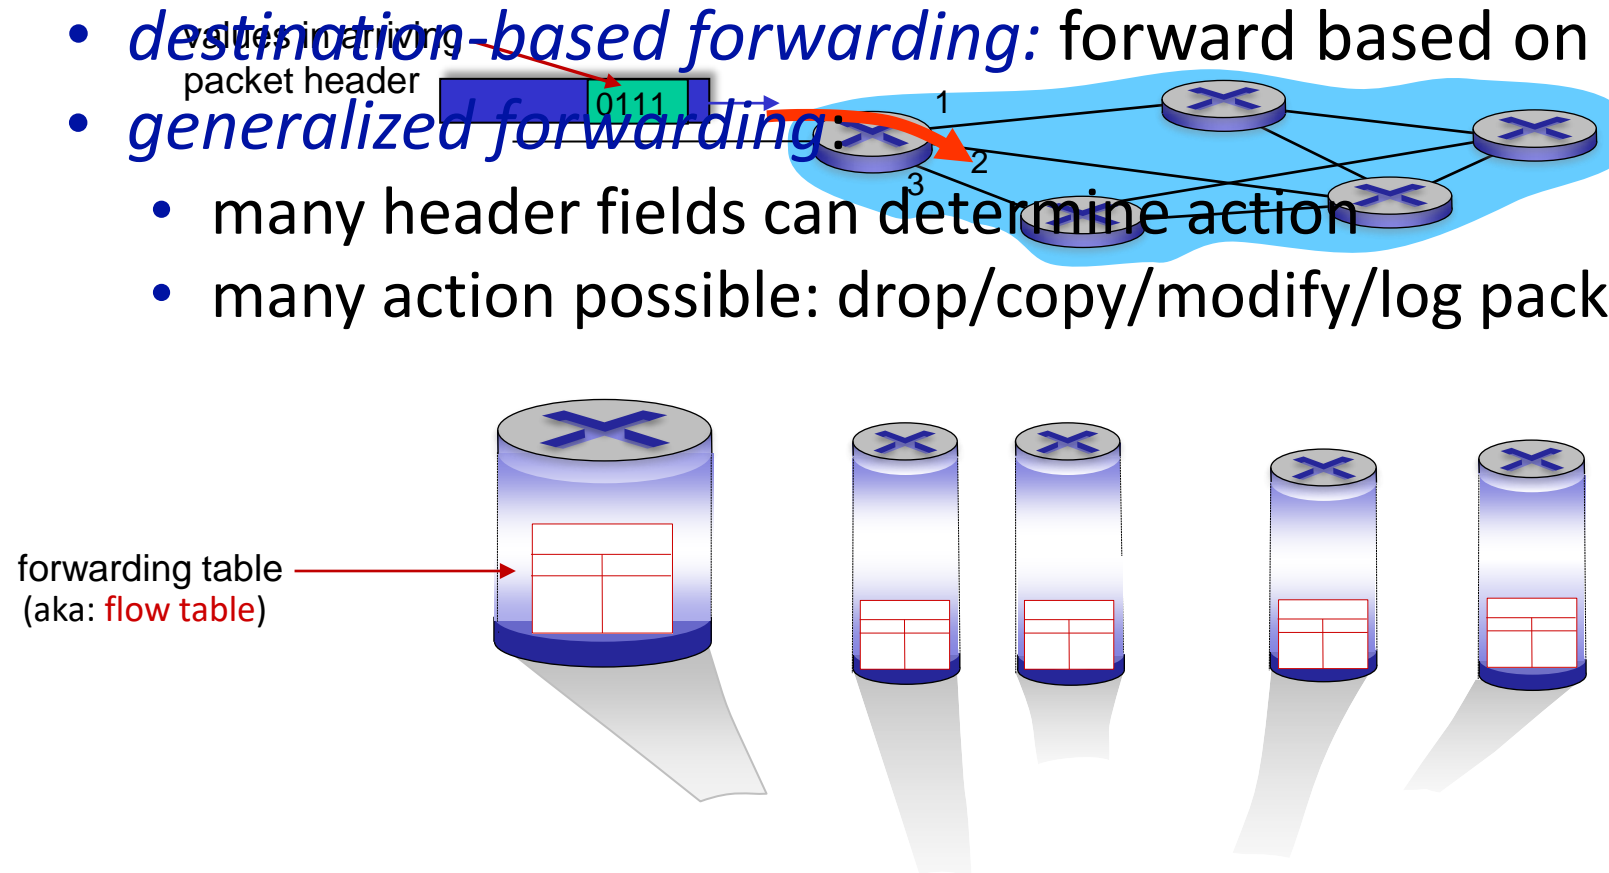 • destination-based forwarding: forward based on
values in arriving
packet header
0111
• generalized forwarding:
1
2
3
• many header fields can determine action
• many action possible: drop/copy/modify/log pack
forwarding table
(aka: flow table)